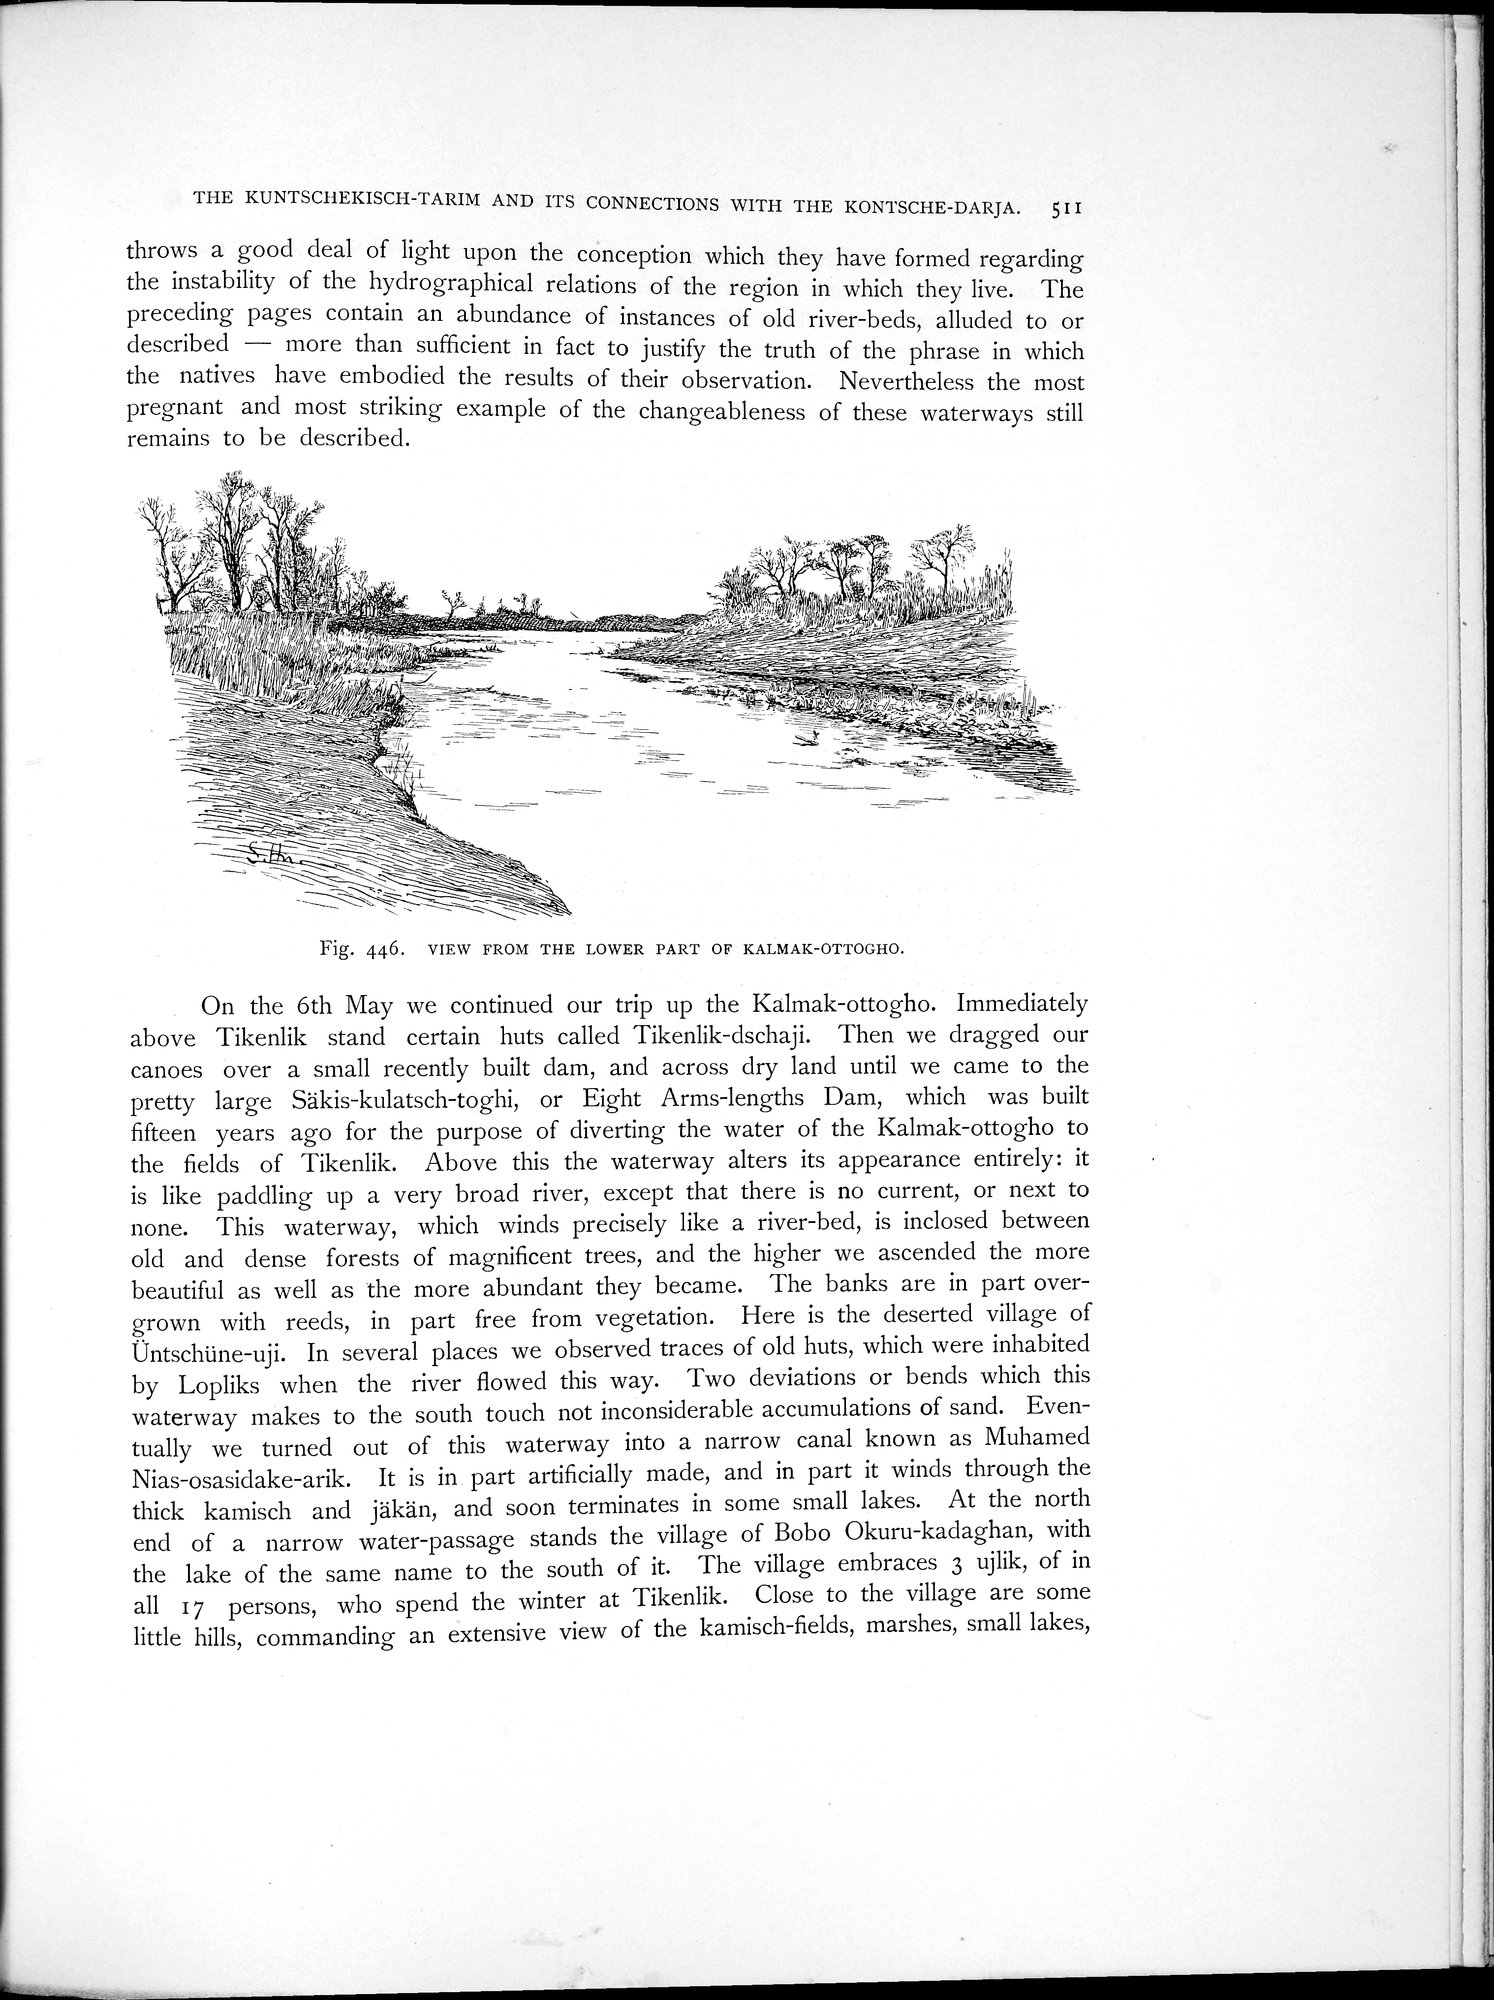 THE KUNTSCHEKISCH-TARIM AND ITS CONNECTIONS WITH THE KONTSCHE-DARJA. 511
throws a good deal of light upon the conception which they have formed regarding
the instability of the hydrographical relations of the region in which they live. The
preceding pages contain an abundance of instances of old river-beds, alluded to or
described — more than sufficient in fact to justify the truth of the phrase in which
the natives have embodied the results of their observation. Nevertheless the most
pregnant and most striking example of the changeableness of these waterways still
remains to be described.
S. Hn.
Fig. 446. VIEW FROM THE LOWER PART OF KALMAK-OTTOGHO.
On the 6th May we continued our trip up the Kalmak-ottogho. Immediately
above Tikenlik stand certain huts called Tikenlik-dschaji. Then we dragged our
canoes over a small recently built dam, and across dry land until we came to the
pretty large Säkis-kulatsch-toghi, or Eight Arms-lengths Dam, which was built
fifteen years ago for the purpose of diverting the water of the Kalmak-ottogho to
the fields of Tikenlik. Above this the waterway alters its appearance entirely: it
is like paddling up a very broad river, except that there is no current, or next to
none. This waterway, which winds precisely like a river-bed, is inclosed between
old and dense forests of magnificent trees, and the higher we ascended the more
beautiful as well as the more abundant they became. The banks are in part over-
grown with reeds, in part free from vegetation. Here is the deserted village of
Üntschüne-uji. In several places we observed traces of old huts, which were inhabited
by Lopliks when the river flowed this way. Two deviations or bends which this
waterway makes to the south touch not inconsiderable accumulations of sand. Even-
tually we turned out of this waterway into a narrow canal known as Muhamed
Nias-osasidake-arik. It is in part artificially made, and in part it winds through the
thick kamisch and jäkän, and soon terminates in some small lakes. At the north
end of a narrow water-passage stands the village of Bobo Okuru-kadaghan, with
the lake of the same name to the south of it. The village embraces 3 ujlik, of in
all 17 persons, who spend the winter at Tikenlik. Close to the village are some
little hills, commanding an extensive view of the kamisch-fields, marshes, small lakes,